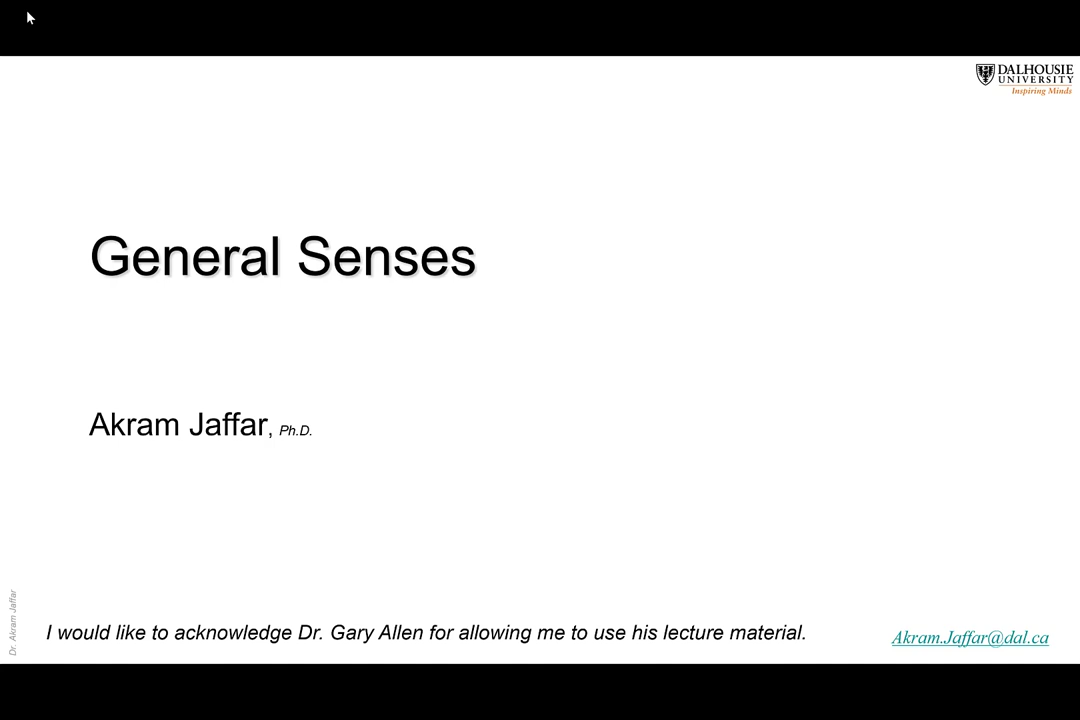 DALHOUSIE
UNIVERSITY
Inspiring Minds
General Senses
Akram Jaffar, Ph.D.
Dr. Akram Jaffar
I would like to acknowledge Dr. Gary Allen for allowing me to use his lecture material.
Akram.Jaffar@dal.ca